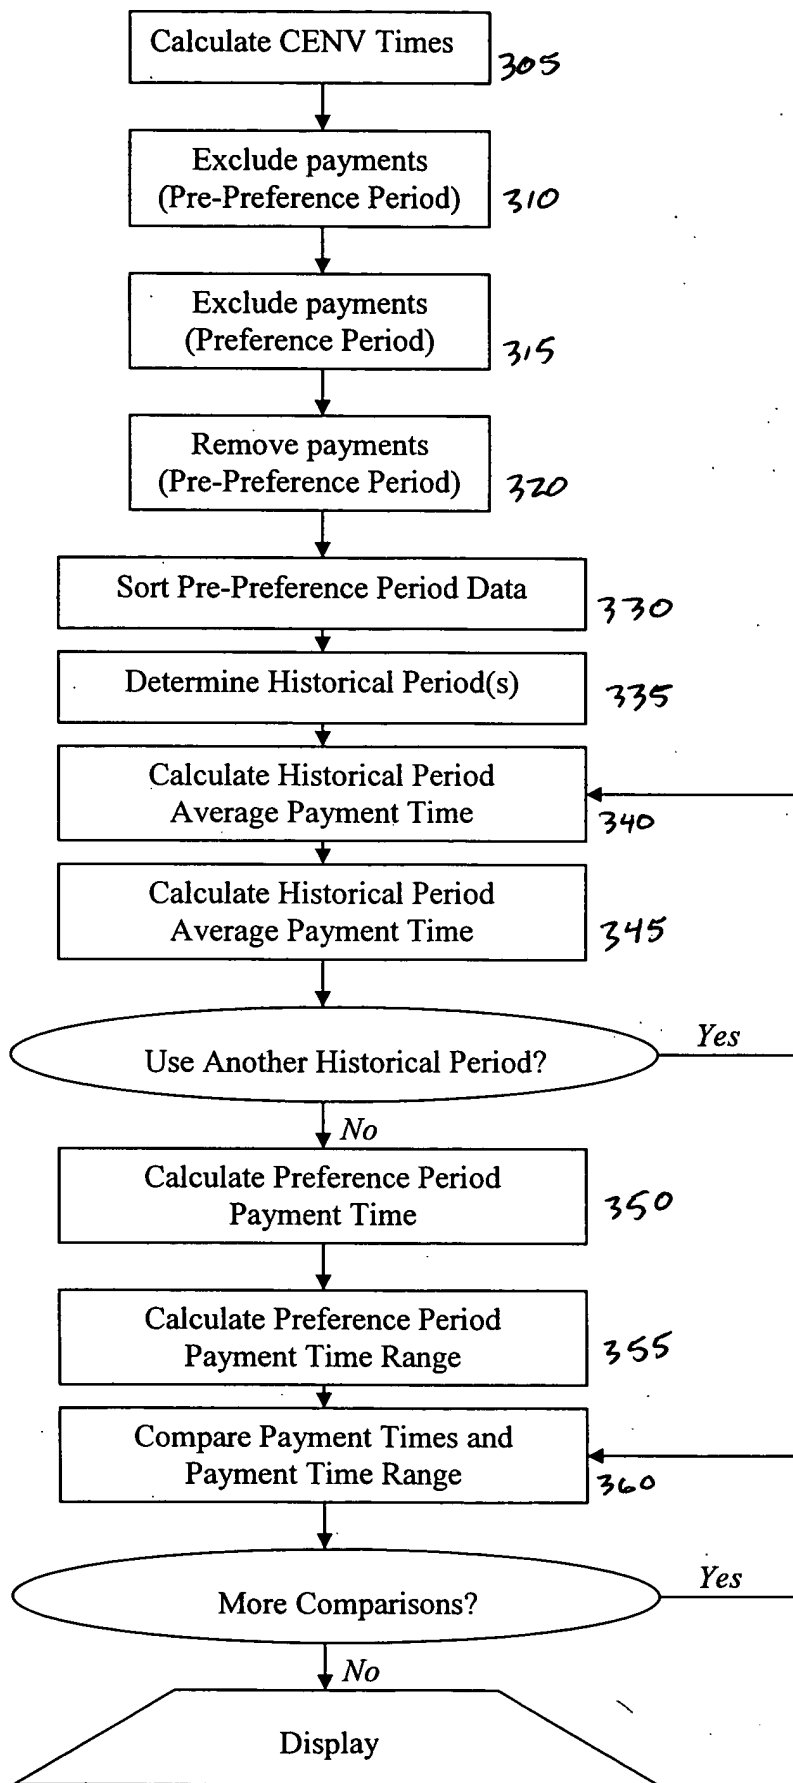 Calculate CENV Times
305
Exclude payments
(Pre-Preference Period)
310
Exclude payments
(Preference Period)
315
Remove payments
(Pre-Preference Period)
320
Sort Pre-Preference Period Data
330
Determine Historical Period(s)
335
Calculate Historical Period
Average Payment Time
340
Calculate Historical Period
Average Payment Time
345
Use Another Historical Period?
Yes
No
Calculate Preference Period
Payment Time
350
Calculate Preference Period
Payment Time Range
355
Compare Payment Times and
Payment Time Range
360
More Comparisons?
Yes
No
Display